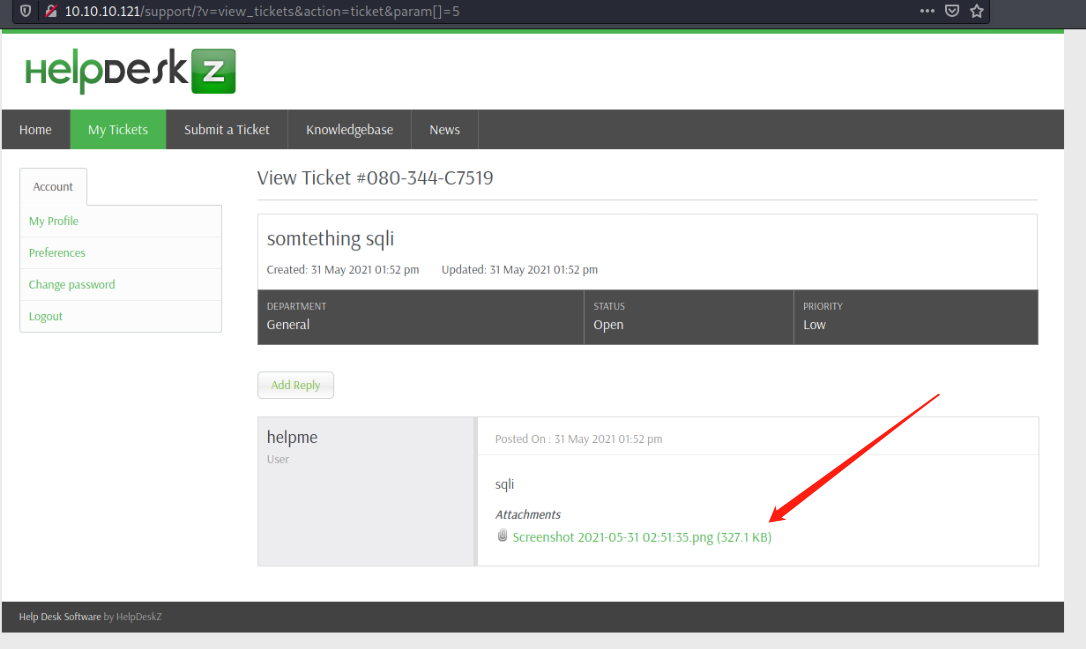 10.10.10.121/support/?v=view_tickets&action=ticket&param[]=5
HelpDeskZ
Home My Tickets Submit a Ticket Knowledgebase News
Account
My Profile
Preferences
Change password
Logout
View Ticket #080-344-C7519
somtething sqli
Created: 31 May 2021 01:52 pm Updated: 31 May 2021 01:52 pm
DEPARTMENT STATUS PRIORITY
General Open Low
Add Reply
helpme
User
Posted On : 31 May 2021 01:52 pm
sqli
Attachments
Screenshot 2021-05-31 02:51:35.png (327.1 KB)
Help Desk Software by HelpDeskZ